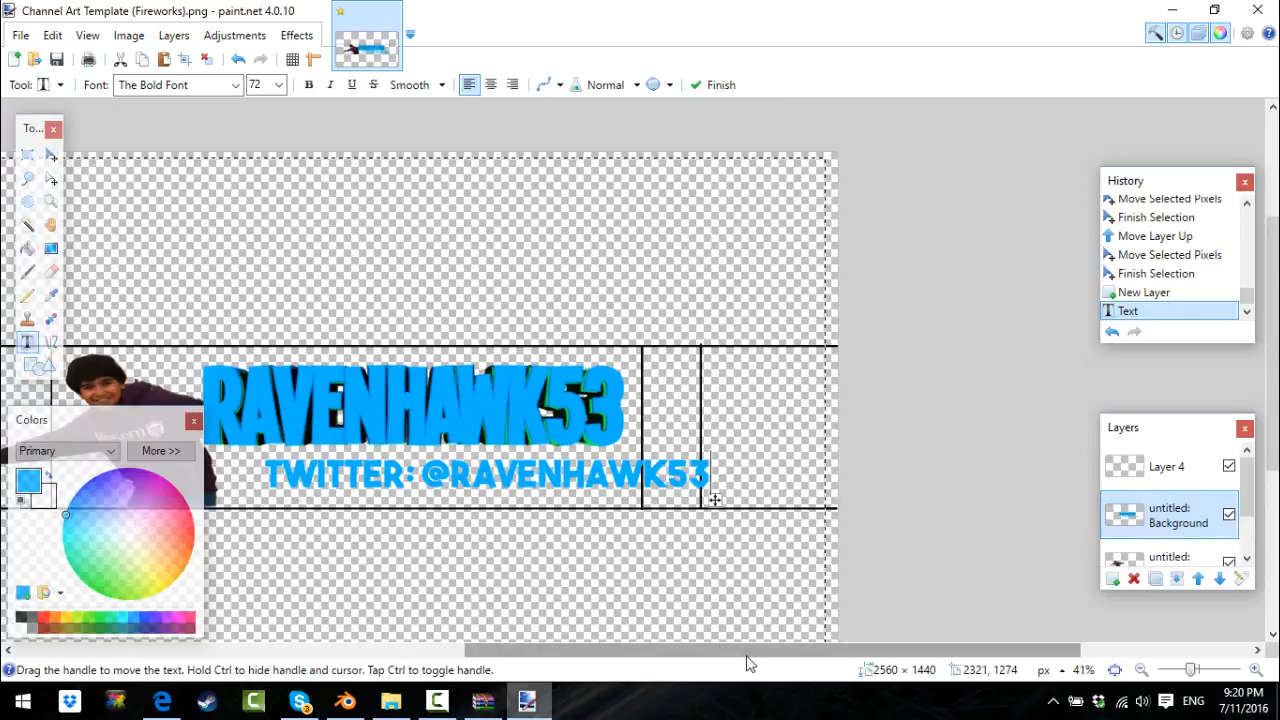 Channel Art Template (Fireworks).png - paint.net 4.0.10
File Edit View Image Layers Adjustments Effects
Tool: T Font: The Bold Font 72 B I U S Smooth Normal Finish
To...
History
Move Selected Pixels
Finish Selection
Move Layer Up
Move Selected Pixels
Finish Selection
New Layer
T Text
RAVENHAWK53
TWITTER: @RAVENHAWK53
Colors
Primary More >>
Layers
Layer 4
untitled:
Background
untitled:
Drag the handle to move the text. Hold Ctrl to hide handle and cursor. Tap Ctrl to toggle handle.
2560 × 1440 2321, 1274 px 41%
ENG 9:20 PM
7/11/2016